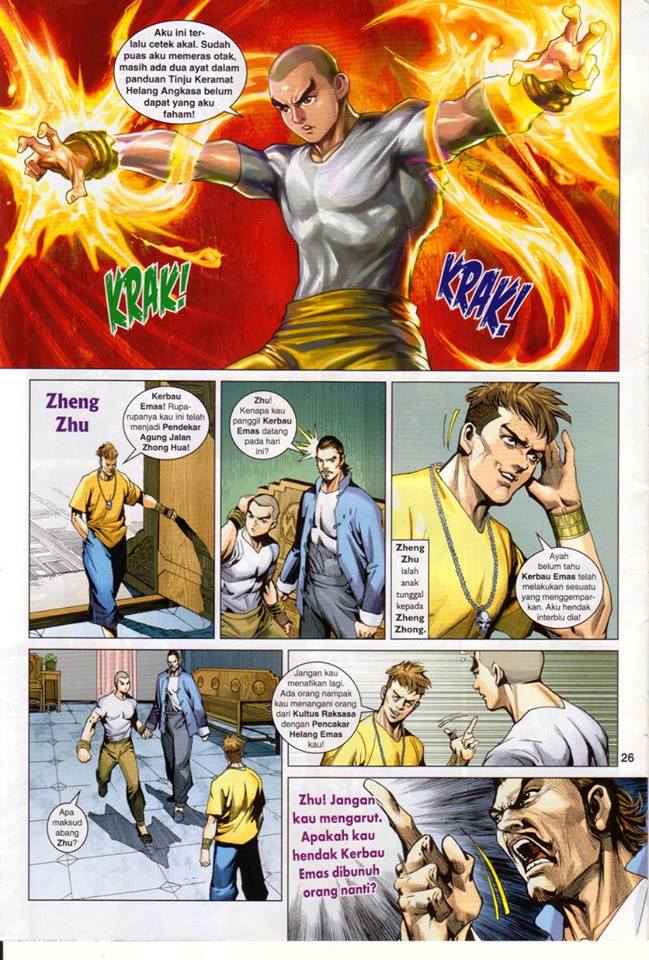 Aku ini ter-
lalu cetek akal. Sudah
puas aku memeras otak,
masih ada dua ayat dalam
panduan Tinju Keramat
Helang Angkasa belum
dapat yang aku
faham!
KRAK!
KRAK!
Zheng
Zhu
Kerbau
Emas! Rupa-
rupanya kau ini telah
menjadi Pendekar
Agung Jalan
Zhong Hua!
Zhu!
Kenapa kau
panggil Kerbau
Emas datang
pada hari
ini?
Zheng
Zhu
ialah
anak
tunggal
kepada
Zheng
Zhong.
Ayah
belum tahu
Kerbau Emas telah
melakukan sesuatu
yang menggempar-
kan. Aku hendak
interbiu dia!
Apa
maksud
abang
Zhu?
Jangan kau
menafikan lagi.
Ada orang nampak
kau menangani orang
dari Kultus Raksasa
dengan Pencakar
Helang Emas
kau!
26
Zhu! Jangan
kau mengarut.
Apakah kau
hendak Kerbau
Emas dibunuh
orang nanti?